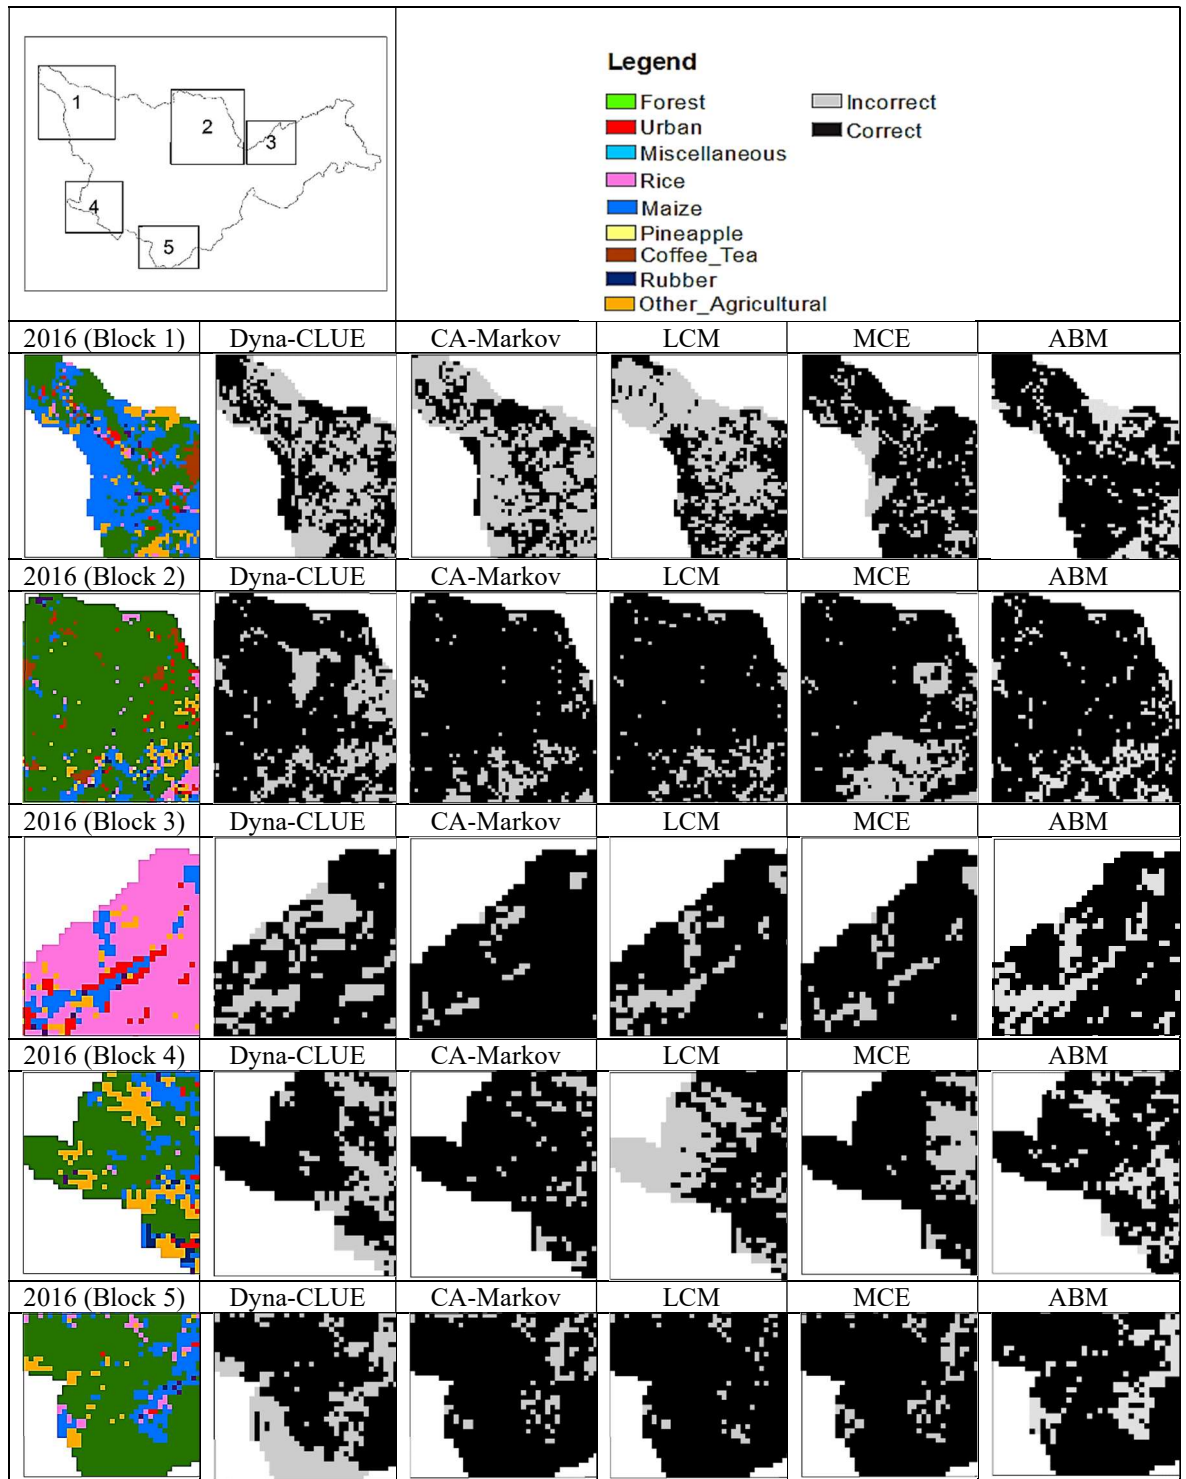 1
2
3
4
5
Legend
Forest
Urban
Miscellaneous
Rice
Maize
Pineapple
Coffee_Tea
Rubber
Other_Agricultural
Incorrect
Correct
2016 (Block 1) Dyna-CLUE CA-Markov LCM MCE ABM
2016 (Block 2) Dyna-CLUE CA-Markov LCM MCE ABM
2016 (Block 3) Dyna-CLUE CA-Markov LCM MCE ABM
2016 (Block 4) Dyna-CLUE CA-Markov LCM MCE ABM
2016 (Block 5) Dyna-CLUE CA-Markov LCM MCE ABM